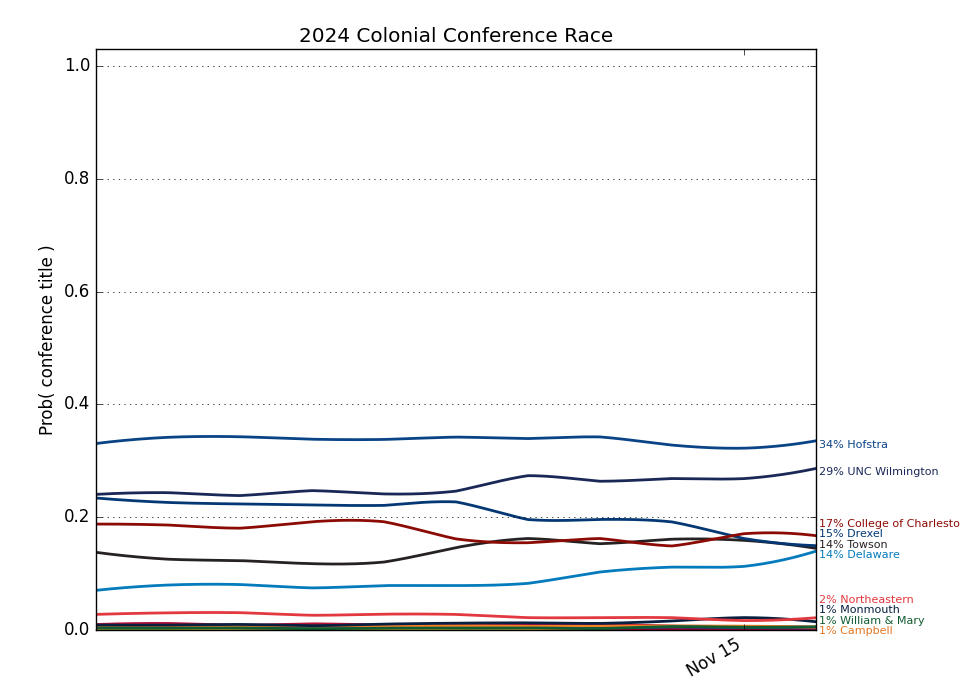 2024 Colonial Conference Race
Prob( conference title )
1.0
0.8
0.6
0.4
0.2
0.0
34% Hofstra
29% UNC Wilmington
17% College of Charlesto
15% Drexel
14% Towson
14% Delaware
2% Northeastern
1% Monmouth
1% William & Mary
1% Campbell
Nov 15